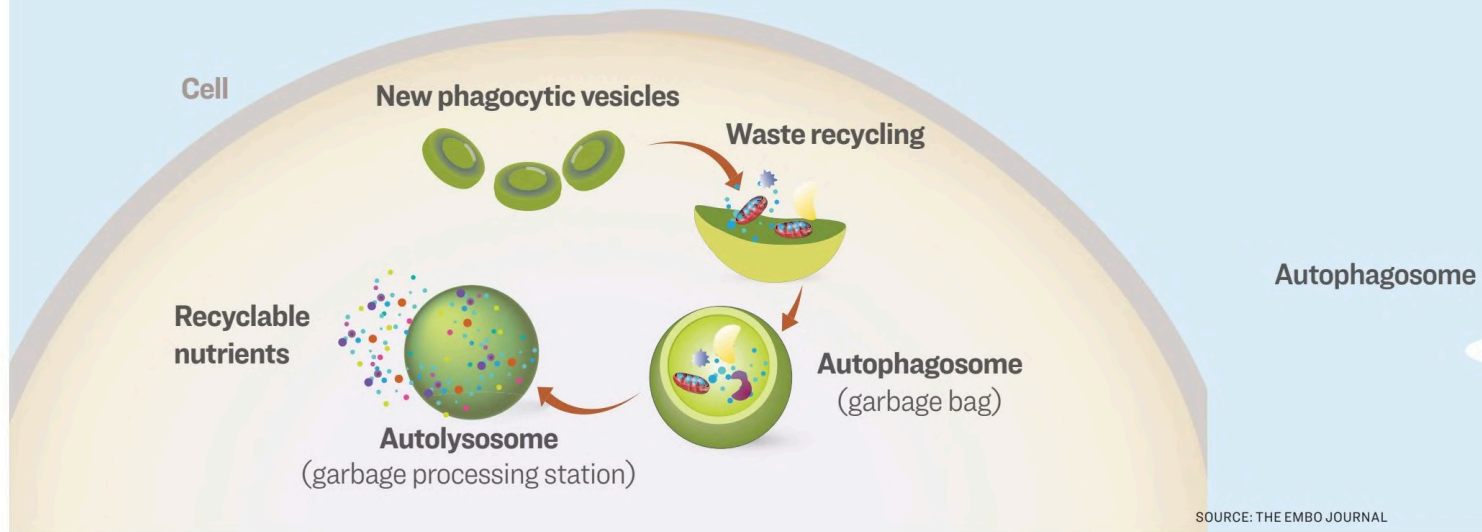 Cell
New phagocytic vesicles
Waste recycling
Autophagosome
Recyclable
nutrients
Autophagosome
(garbage bag)
Autolysosome
(garbage processing station)
SOURCE: THE EMBO JOURNAL